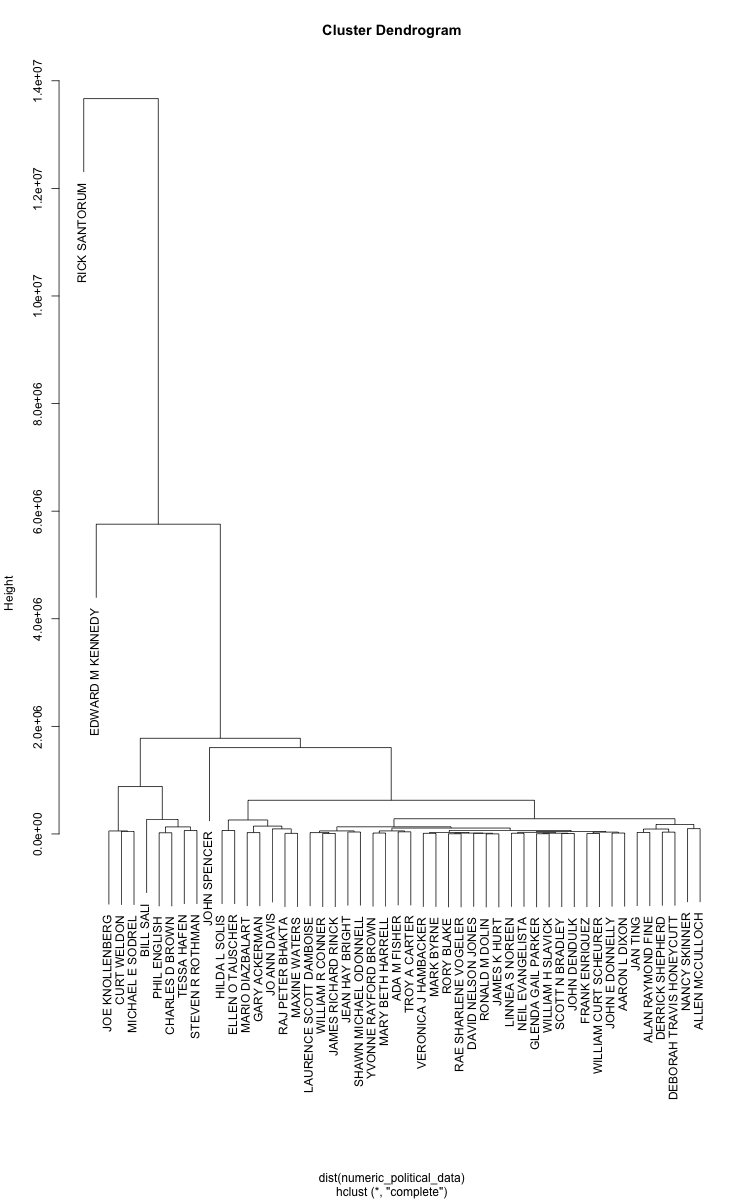 Cluster Dendrogram
Height
1.4e+07
1.2e+07
1.0e+07
8.0e+06
6.0e+06
4.0e+06
2.0e+06
0.0e+00
RICK SANTORUM
EDWARD M KENNEDY
JOE KNOLLENBERG
CURT WELDON
MICHAEL E SODREL
BILL SALI
PHIL ENGLISH
CHARLES D BROWN
TESSA HAFEN
STEVEN R ROTHMAN
JOHN SPENCER
HILDA L SOLIS
ELLEN O TAUSCHER
MARIO DIAZBALART
GARY ACKERMAN
JO ANN DAVIS
RAJ PETER BHAKTA
MAXINE WATERS
LAURENCE SCOTT DAMBOISE
WILLIAM R CONNER
JAMES RICHARD RINCK
JEAN HAY BRIGHT
SHAWN MICHAEL ODONNELL
YVONNE RAYFORD BROWN
MARY BETH HARRELL
ADA M FISHER
TROY A CARTER
VERONICA J HAMBACKER
MARK BYRNE
RORY BLAKE
RAE SHARLENE VOGELER
DAVID NELSON JONES
RONALD M DOLIN
JAMES K HURT
LINNEA S NOREEN
NEIL EVANGELISTA
GLENDA GAIL PARKER
WILLIAM H SLAVICK
SCOTT N BRADLEY
JOHN DENDULK
FRANK ENRIQUEZ
WILLIAM CURT SCHEURER
JOHN E DONNELLY
AARON L DIXON
JAN TING
ALAN RAYMOND FINE
DERRICK SHEPHERD
DEBORAH TRAVIS HONEYCUTT
NANCY SKINNER
ALLEN MCCULLOCH
dist(numeric_political_data)
hclust (*, "complete")